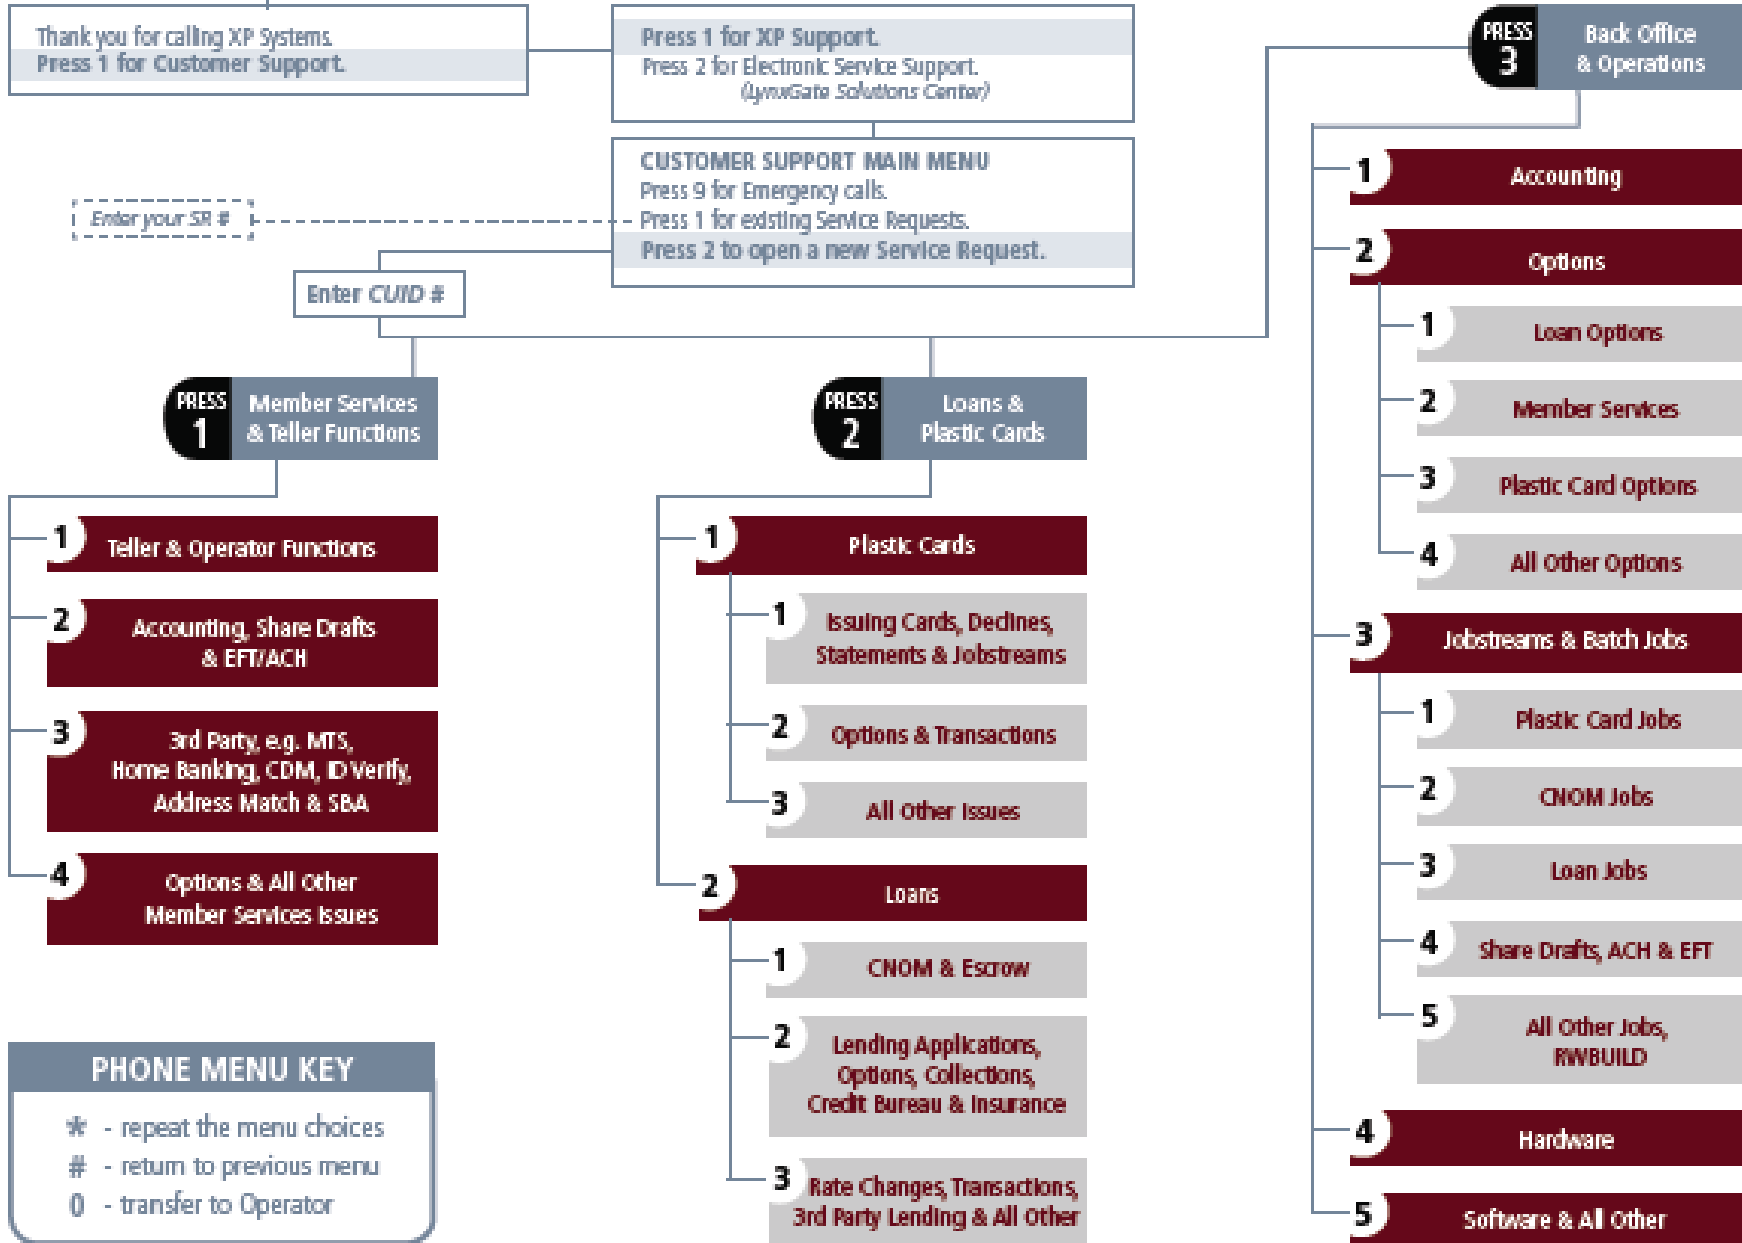 Thank you for calling XP Systems.
Press 1 for Customer Support.
Press 1 for XP Support.
Press 2 for Electronic Service Support.
(LynxGate Solutions Center)
CUSTOMER SUPPORT MAIN MENU
Press 9 for Emergency calls.
Press 1 for existing Service Requests.
Press 2 to open a new Service Request.
Enter your SR #
Enter CUID #
PRESS
1
Member Services
& Teller Functions
1
Teller & Operator Functions
2
Accounting, Share Drafts
& EFT/ACH
3
3rd Party, e.g. MTS,
Home Banking, CDM, ID Verify,
Address Match & SBA
4
Options & All Other
Member Services Issues
PRESS
2
Loans &
Plastic Cards
1
Plastic Cards
1
Issuing Cards, Declines,
Statements & Jobstreams
2
Options & Transactions
3
All Other Issues
2
Loans
1
CNOM & Escrow
2
Lending Applications,
Options, Collections,
Credit Bureau & Insurance
3
Rate Changes, Transactions,
3rd Party Lending & All Other
PRESS
3
Back Office
& Operations
1
Accounting
2
Options
1
Loan Options
2
Member Services
3
Plastic Card Options
4
All Other Options
3
Jobstreams & Batch Jobs
1
Plastic Card Jobs
2
CNOM Jobs
3
Loan Jobs
4
Share Drafts, ACH & EFT
5
All Other Jobs,
RWBUILD
4
Hardware
5
Software & All Other
PHONE MENU KEY
* - repeat the menu choices
# - return to previous menu
0 - transfer to Operator